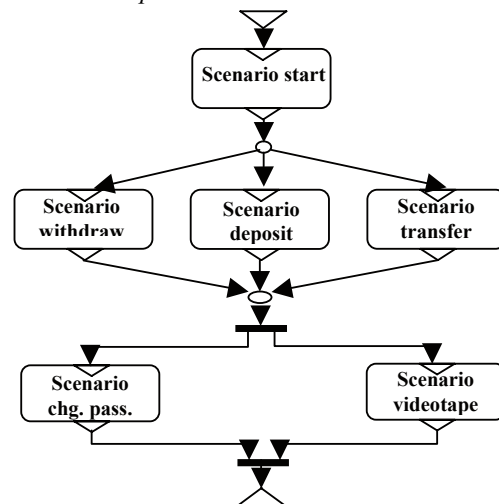 Scenario start
Scenario
withdraw
Scenario
deposit
Scenario
transfer
Scenario
chg. pass.
Scenario
videotape